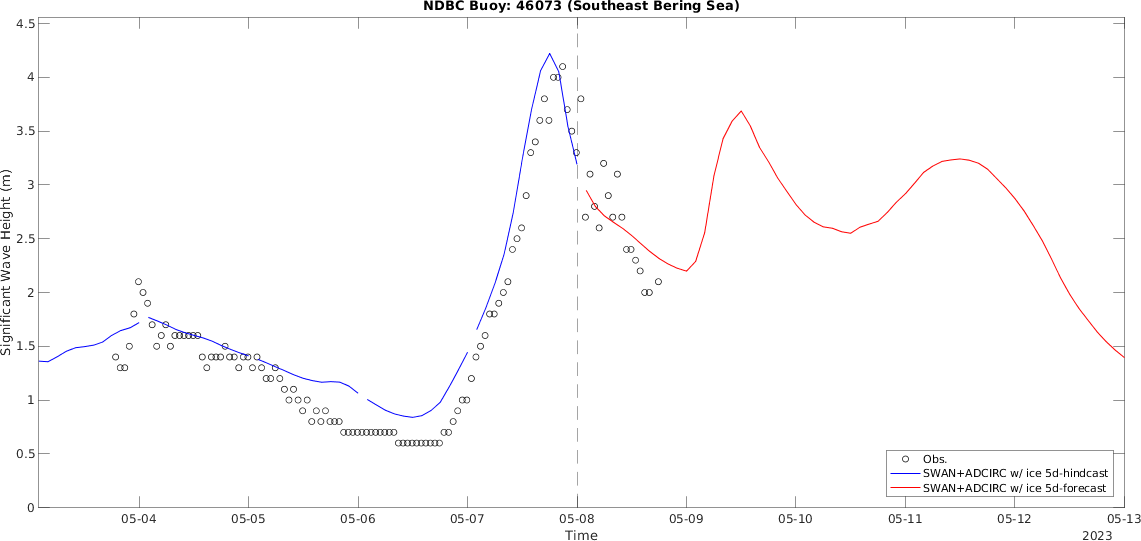 NDBC Buoy: 46073 (Southeast Bering Sea)
4.5
4
3.5
3
2.5
2
1.5
1
0.5
0
Significant Wave Height (m)
05-04 05-05 05-06 05-07 05-08 05-09 05-10 05-11 05-12 05-13
Time
2023
Obs.
SWAN+ADCIRC w/ ice 5d-hindcast
SWAN+ADCIRC w/ ice 5d-forecast